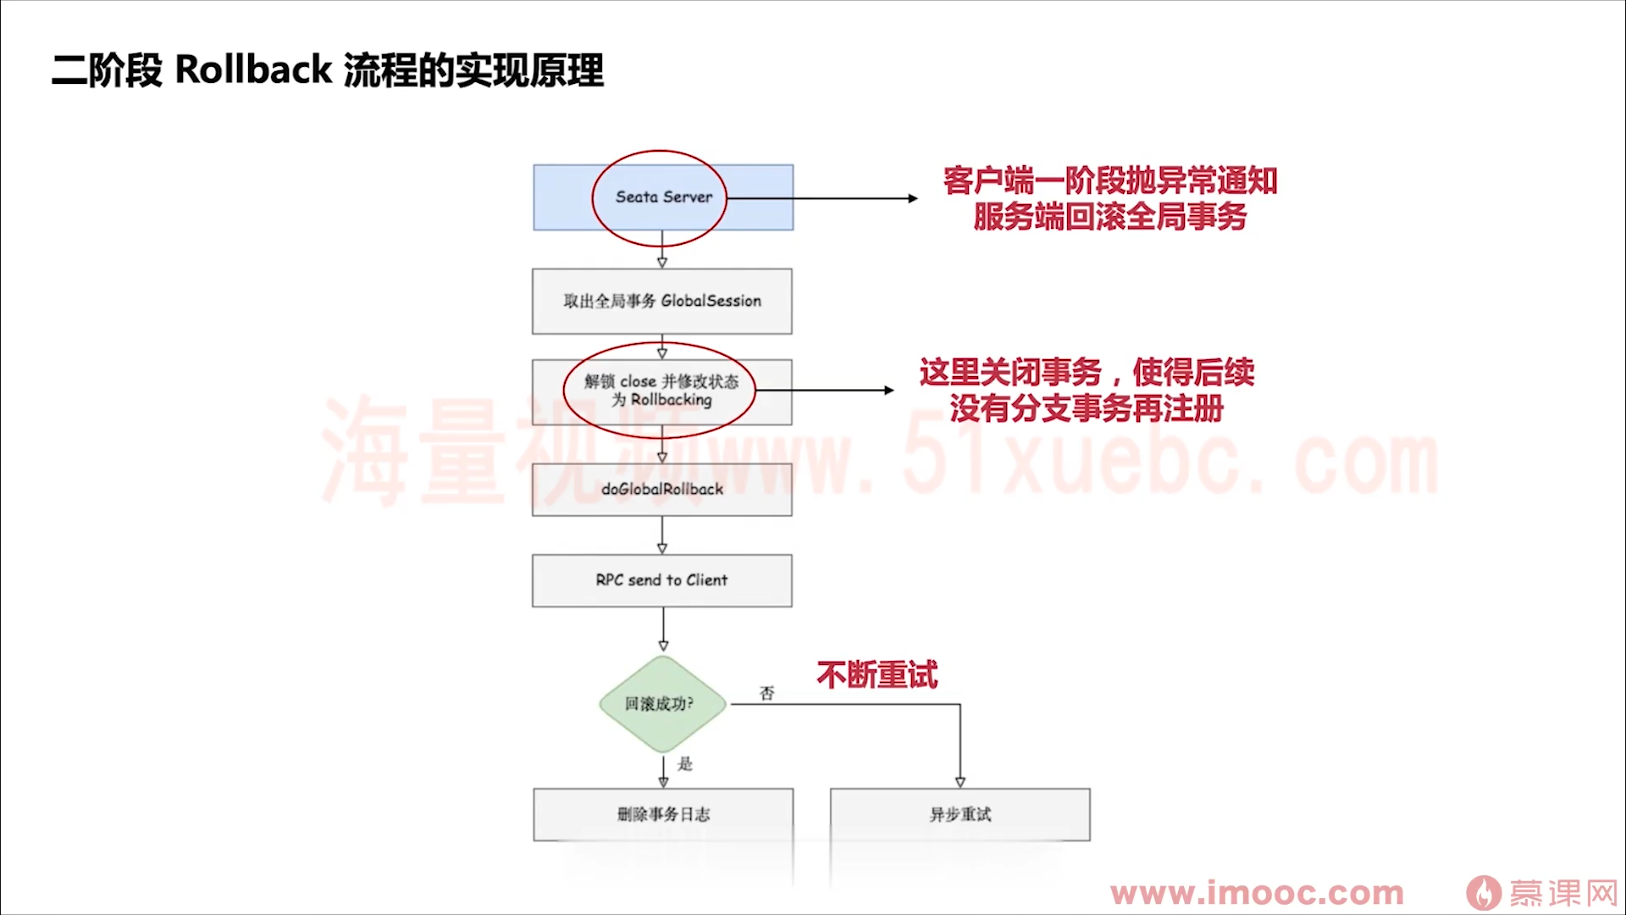 二阶段 Rollback 流程的实现原理
Seata Server
客户端一阶段抛异常通知
服务端回滚全局事务
取出全局事务 GlobalSession
解锁 close 并修改状态
为 Rollbacking
这里关闭事务，使得后续
没有分支事务再注册
海量视频www.51xuebc.com
doGlobalRollback
RPC send to Client
不断重试
否
回滚成功?
是
删除事务日志
异步重试
www.imooc.com
慕课网